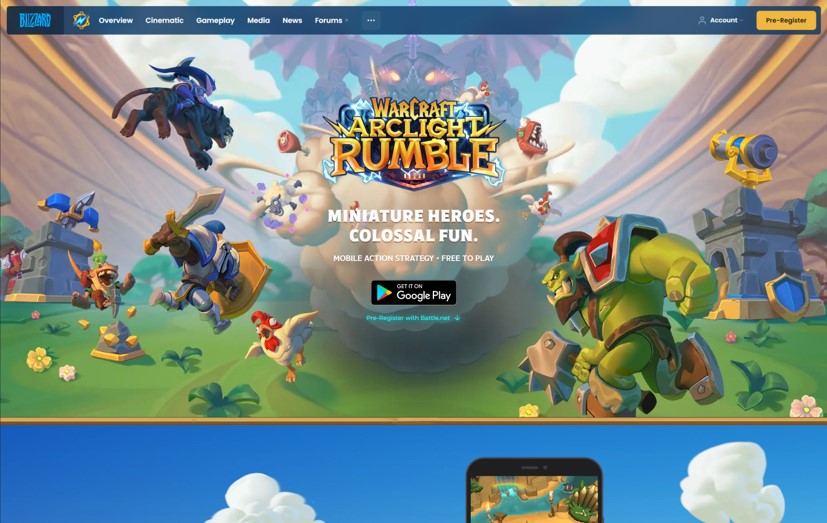 BLIZZARD
Overview Cinematic Gameplay Media News Forums ... Account Pre-Register
WARCRAFT
ARCLIGHT
RUMBLE
MINIATURE HEROES.
COLOSSAL FUN.
MOBILE ACTION STRATEGY • FREE TO PLAY
GET IT ON
Google Play
Pre-Register with Battle.net